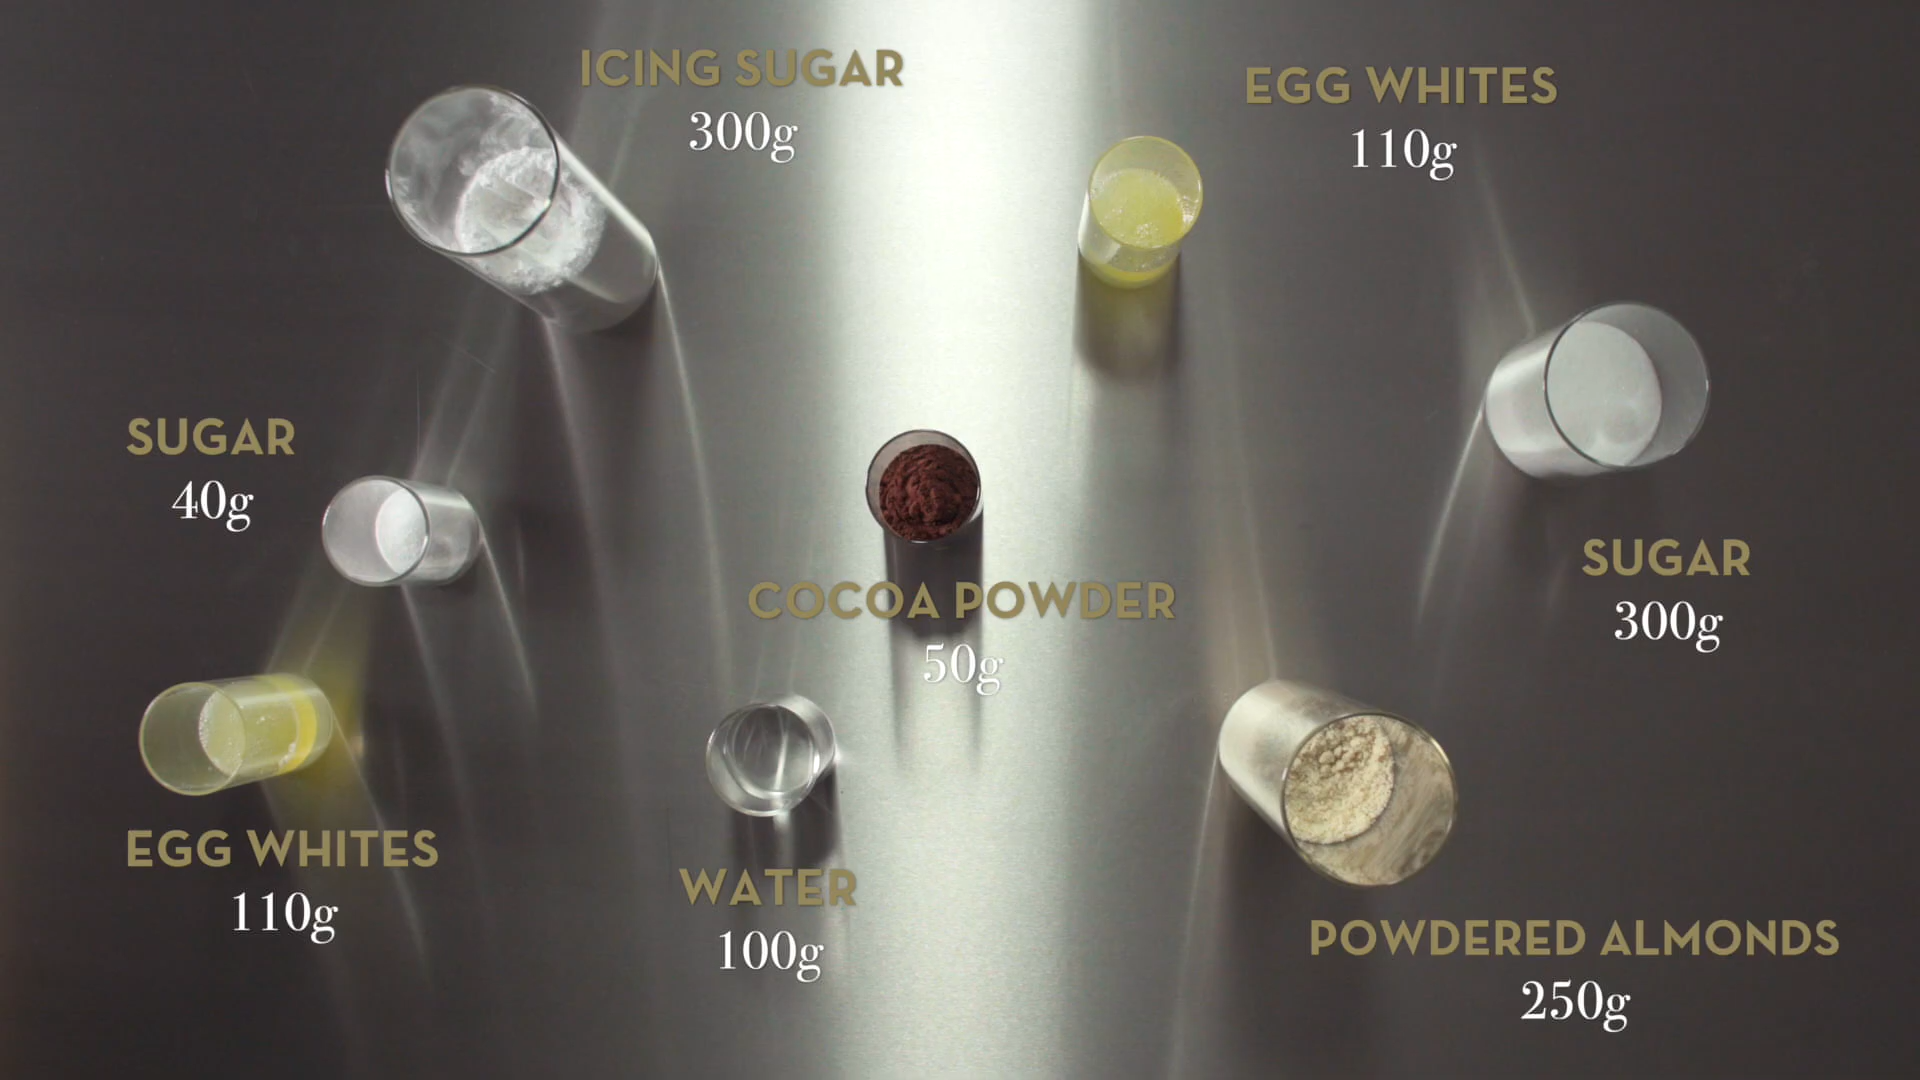 ICING SUGAR
300g
EGG WHITES
110g
SUGAR
40g
COCOA POWDER
50g
SUGAR
300g
EGG WHITES
110g
WATER
100g
POWDERED ALMONDS
250g